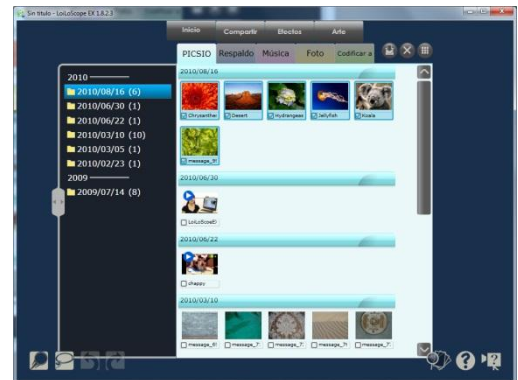 Sin título - LoiLoScope EX 1.8.2.3
Inicio Compartir Efectos Arte
PICSIO Respaldo Música Foto Codificar a
2010
2010/08/16 (6)
2010/06/30 (1)
2010/06/22 (1)
2010/03/10 (10)
2010/03/05 (1)
2010/02/23 (1)
2009
2009/07/14 (8)
2010/08/16
Chrysanther Desert Hydrangeas Jellyfish Koala
2010/06/30
LoiLoScopeE
2010/06/22
chappy
2010/03/10